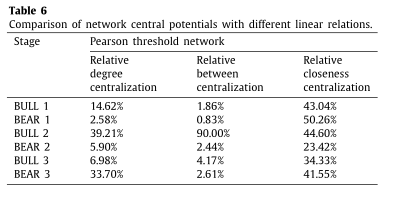 Table 6
Comparison of network central potentials with different linear relations.
Stage Pearson threshold network
Relative Relative Relative
degree between closeness
centralization centralization centralization
BULL 1 14.62% 1.86% 43.04%
BEAR 1 2.58% 0.83% 50.26%
BULL 2 39.21% 90.00% 44.60%
BEAR 2 5.90% 2.44% 23.42%
BULL 3 6.98% 4.17% 34.33%
BEAR 3 33.70% 2.61% 41.55%